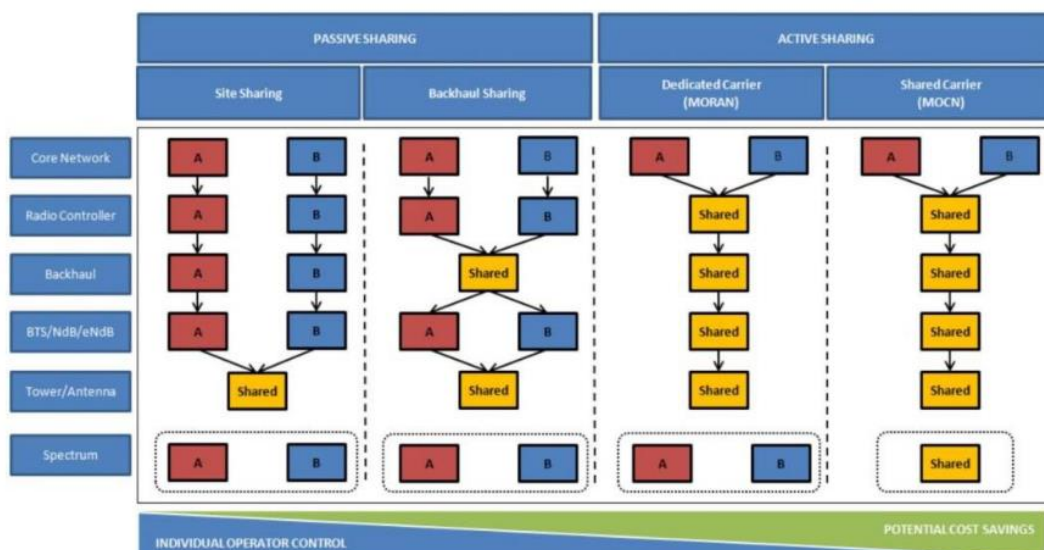 PASSIVE SHARING
ACTIVE SHARING
Site Sharing
Backhaul Sharing
Dedicated Carrier
(MORAN)
Shared Carrier
(MOCN)
Core Network
A
B
A
B
A
B
A
B
Radio Controller
A
B
A
B
Shared
Shared
Backhaul
A
B
Shared
Shared
Shared
BTS/NdB/eNdB
A
B
A
B
Shared
Shared
Tower/Antenna
Shared
Shared
Shared
Shared
Spectrum
A
B
A
B
A
B
Shared
POTENTIAL COST SAVINGS
INDIVIDUAL OPERATOR CONTROL